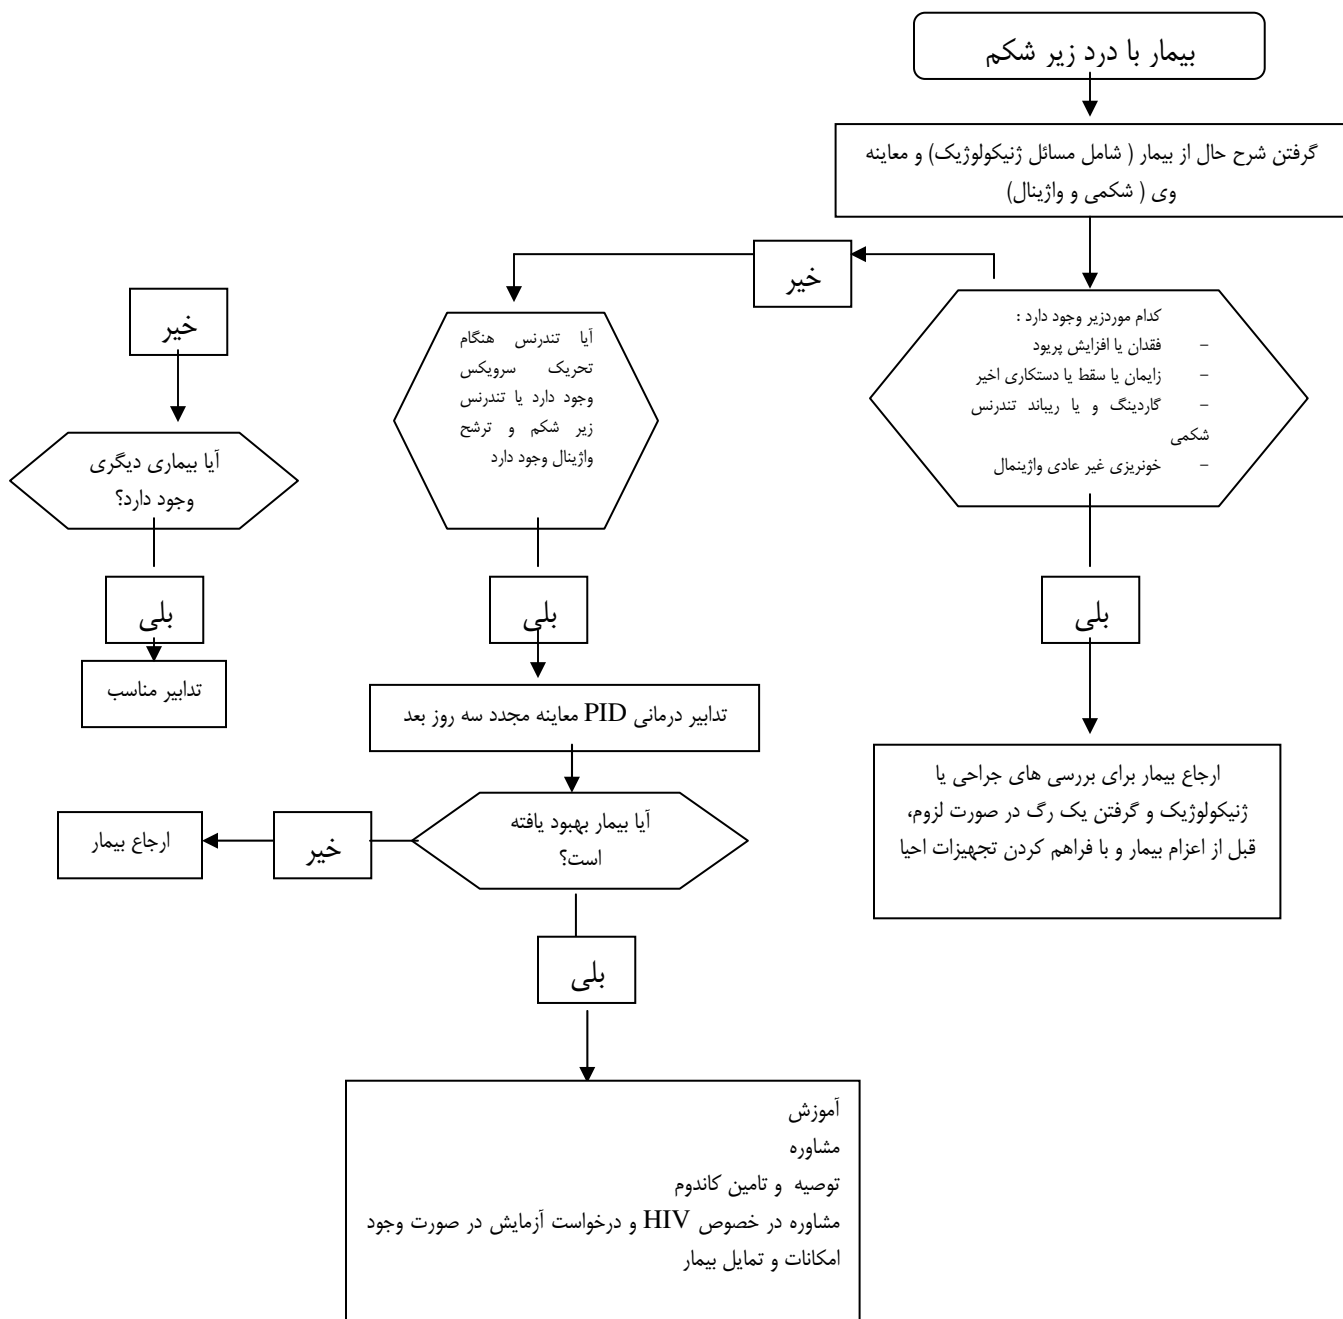 بیمار با درد زیر شکم
گرفتن شرح حال از بیمار ( شامل مسائل ژنیکولوژیک) و معاینه
وی ( شکمی و واژینال)
کدام موردزیر وجود دارد :
- فقدان یا افزایش پریود
- زایمان یا سقط یا دستکاری اخیر
- گاردینگ و یا ریباند تندرنس
شکمی
- خونریزی غیر عادی واژینمال
خیر
بلی
ارجاع بیمار برای بررسی های جراحی یا
ژنیکولوژیک و گرفتن یک رگ در صورت لزوم،
قبل از اعزام بیمار و با فراهم کردن تجهیزات احیا
آیا تندرنس هنگام
تحریک سرویکس
وجود دارد یا تندرنس
زیر شکم و ترشح
واژینال وجود دارد
بلی
تدابیر درمانی PID معاینه مجدد سه روز بعد
آیا بیمار بهبود یافته
است؟
خیر
ارجاع بیمار
بلی
آموزش
مشاوره
توصیه و تامین کاندوم
مشاوره در خصوص HIV و درخواست آزمایش در صورت وجود
امکانات و تمایل بیمار
خیر
آیا بیماری دیگری
وجود دارد؟
بلی
تدابیر مناسب